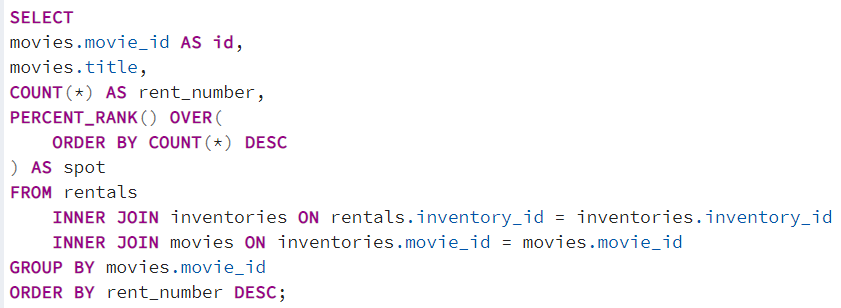 SELECT
movies.movie_id AS id,
movies.title,
COUNT(*) AS rent_number,
PERCENT_RANK() OVER(
    ORDER BY COUNT(*) DESC
) AS spot
FROM rentals
    INNER JOIN inventories ON rentals.inventory_id = inventories.inventory_id
    INNER JOIN movies ON inventories.movie_id = movies.movie_id
GROUP BY movies.movie_id
ORDER BY rent_number DESC;